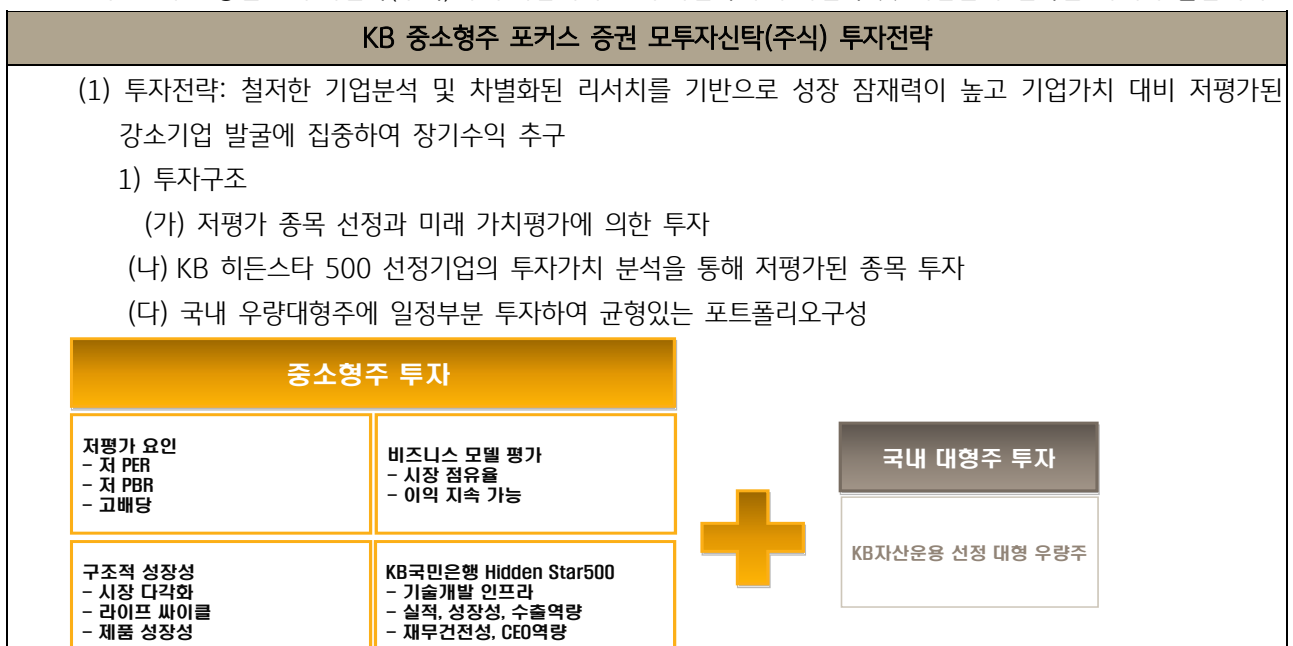 KB 중소형주 포커스 증권 모투자신탁(주식) 투자전략
(1) 투자전략: 철저한 기업분석 및 차별화된 리서치를 기반으로 성장 잠재력이 높고 기업가치 대비 저평가된
강소기업 발굴에 집중하여 장기수익 추구
1) 투자구조
(가) 저평가 종목 선정과 미래 가치평가에 의한 투자
(나) KB 히든스타 500 선정기업의 투자가치 분석을 통해 저평가된 종목 투자
(다) 국내 우량대형주에 일정부분 투자하여 균형있는 포트폴리오구성
중소형주 투자
저평가 요인
- 저 PER
- 저 PBR
- 고배당
비즈니스 모델 평가
- 시장 점유율
- 이익 지속 가능
구조적 성장성
- 시장 다각화
- 라이프 싸이클
- 제품 성장성
KB국민은행 Hidden Star500
- 기술개발 인프라
- 실적, 성장성, 수출역량
- 재무건전성, CEO역량
국내 대형주 투자
KB자산운용 선정 대형 우량주